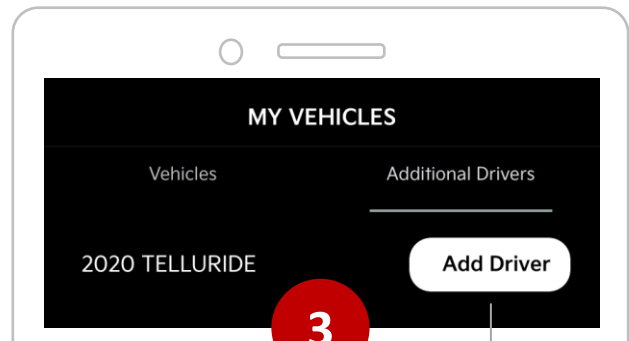 MY VEHICLES
Vehicles Additional Drivers
2020 TELLURIDE Add Driver
3